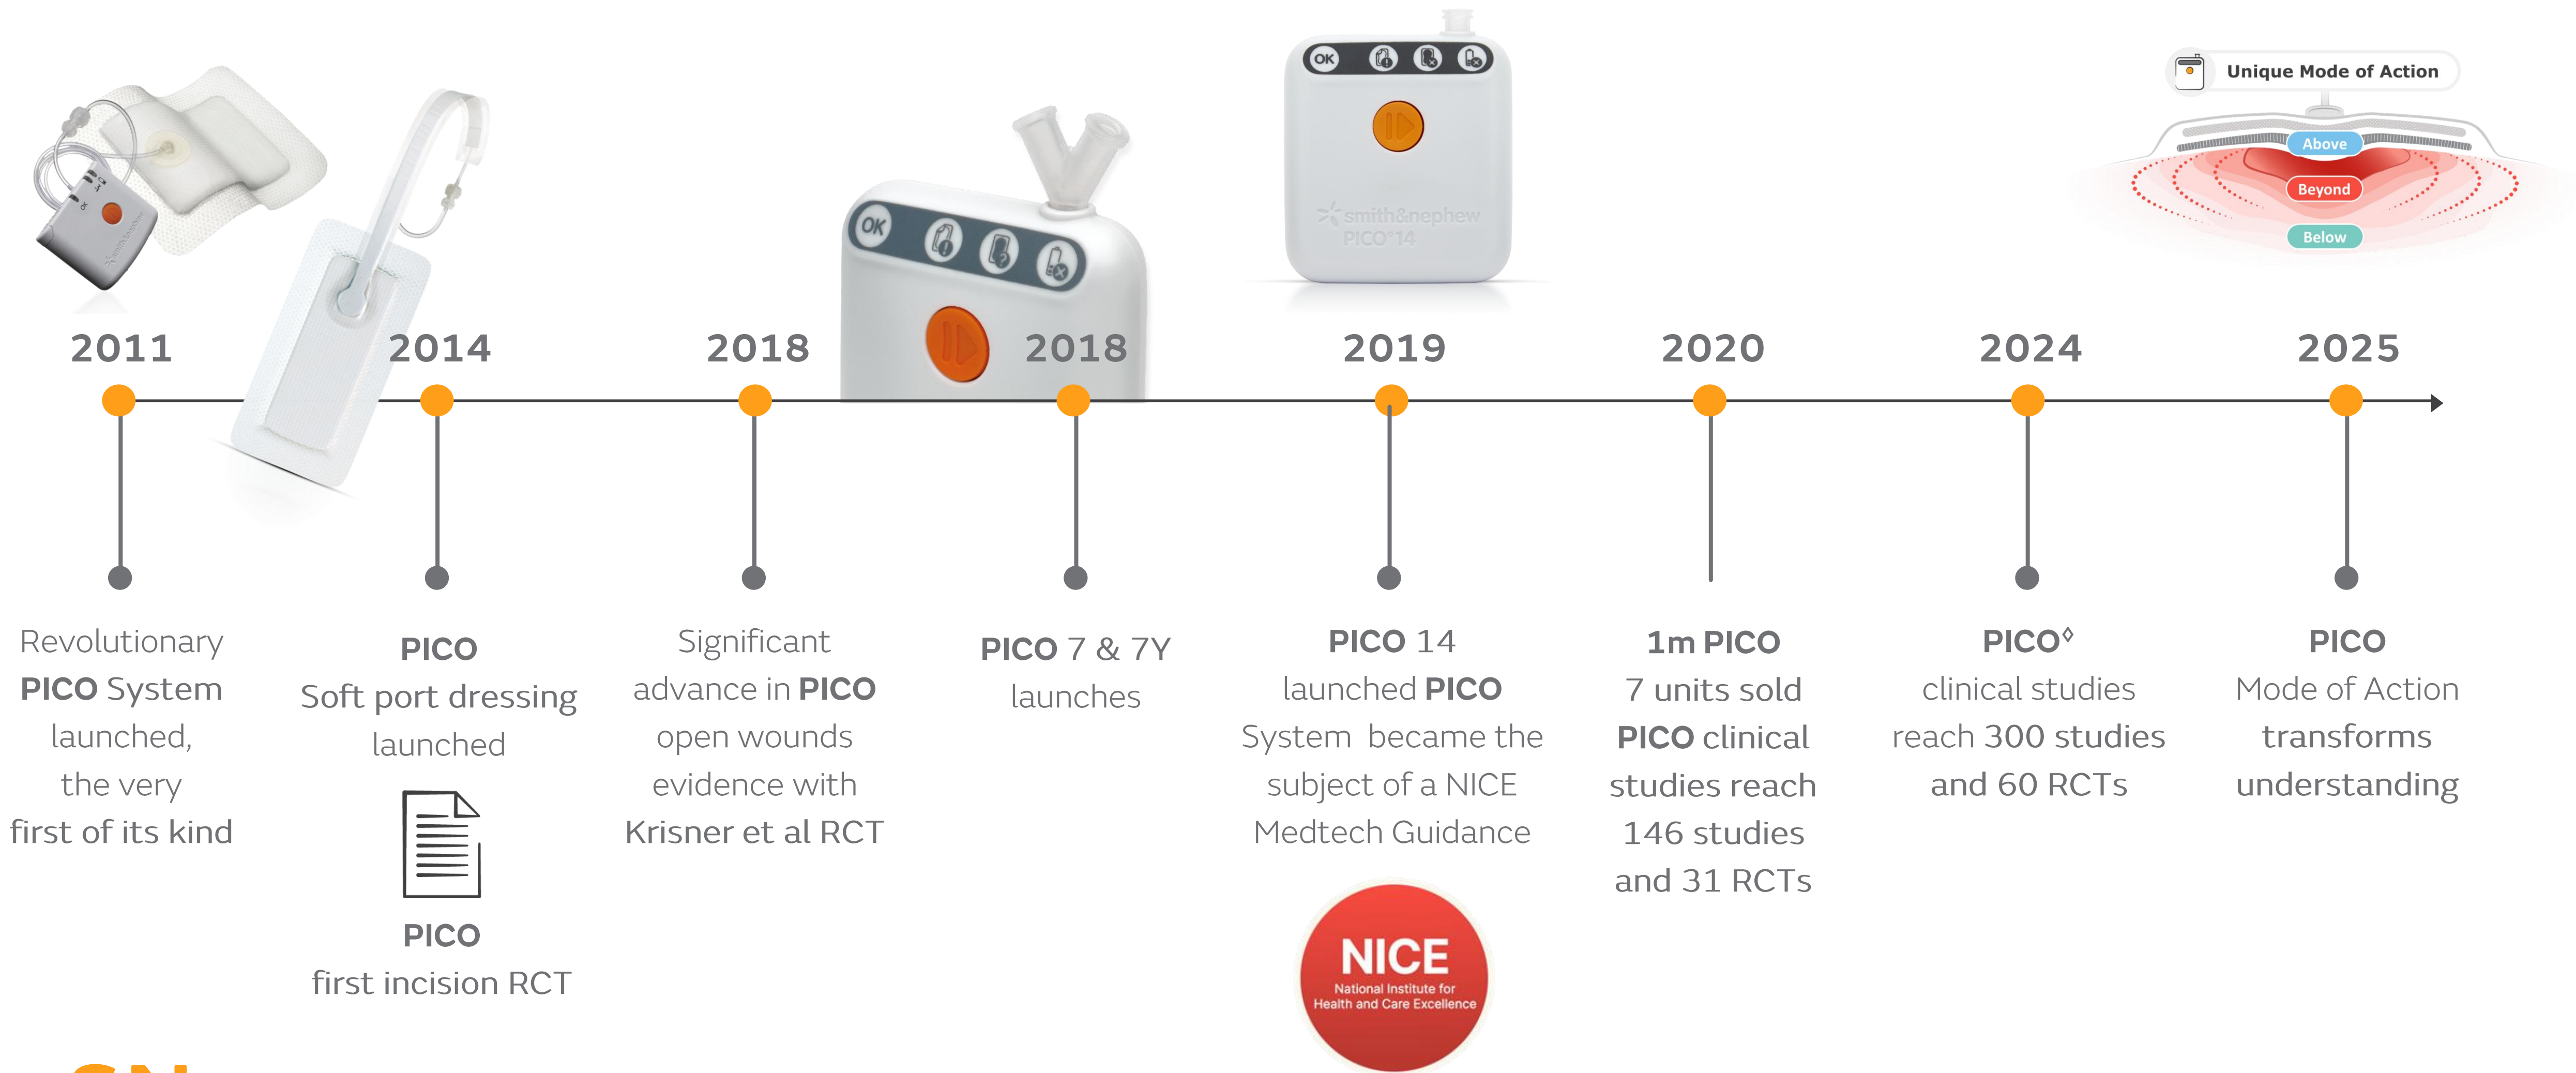 OK
smith&nephew
PICO°14
Unique Mode of Action
Above
Beyond
Below
OK
2011
2014
2018
2018
2019
2020
2024
2025
Revolutionary
PICO System
launched,
the very
first of its kind
PICO
Soft port dressing
launched
PICO
first incision RCT
Significant
advance in PICO
open wounds
evidence with
Krisner et al RCT
PICO 7 & 7Y
launches
PICO 14
launched PICO
System became the
subject of a NICE
Medtech Guidance
NICE
National Institute for
Health and Care Excellence
1m PICO
7 units sold
PICO clinical
studies reach
146 studies
and 31 RCTs
PICO◊
clinical studies
reach 300 studies
and 60 RCTs
PICO
Mode of Action
transforms
understanding